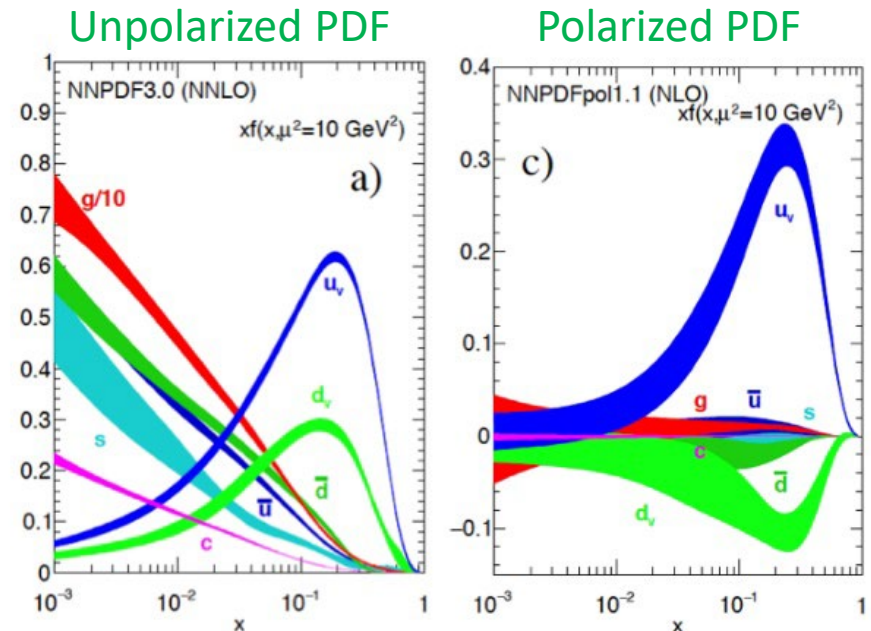 Unpolarized PDF
Polarized PDF
1
0.9
0.8
0.7
0.6
0.5
0.4
0.3
0.2
0.1
0
NNPDF3.0 (NNLO)
xf(x,μ²=10 GeV²)
a)
g/10
u_v
d_v
s
d̅
u̅
c
10⁻³
10⁻²
10⁻¹
1
x
0.4
0.3
0.2
0.1
0
−0.1
NNPDFpol1.1 (NLO)
xf(x,μ²=10 GeV²)
c)
u_v
g
u̅
s
c
d̅
d_v
10⁻³
10⁻²
10⁻¹
1
x